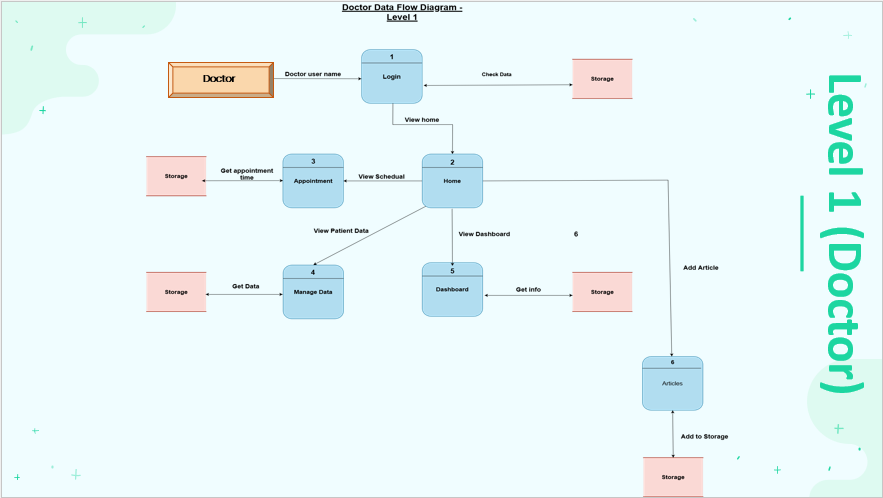 Doctor Data Flow Diagram -
Level 1
1
Doctor
Doctor user name
Login
Check Data
Storage
View home
3
2
Storage
Get appointment
time
Appointment
View Schedual
Home
View Patient Data
View Dashboard
6
Add Article
4
5
Storage
Get Data
Manage Data
Dashboard
Get info
Storage
6
Articles
Add to Storage
Storage
Level 1 (Doctor)